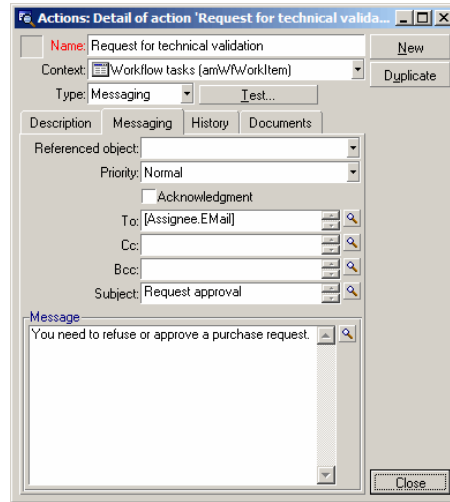 Actions: Detail of action 'Request for technical valida...
Name: Request for technical validation
New
Context: Workflow tasks (amWfWorkItem)
Duplicate
Type: Messaging
Test...
Description Messaging History Documents
Referenced object:
Priority: Normal
Acknowledgment
To: [Assignee.EMail]
Cc:
Bcc:
Subject: Request approval
Message
You need to refuse or approve a purchase request.
Close